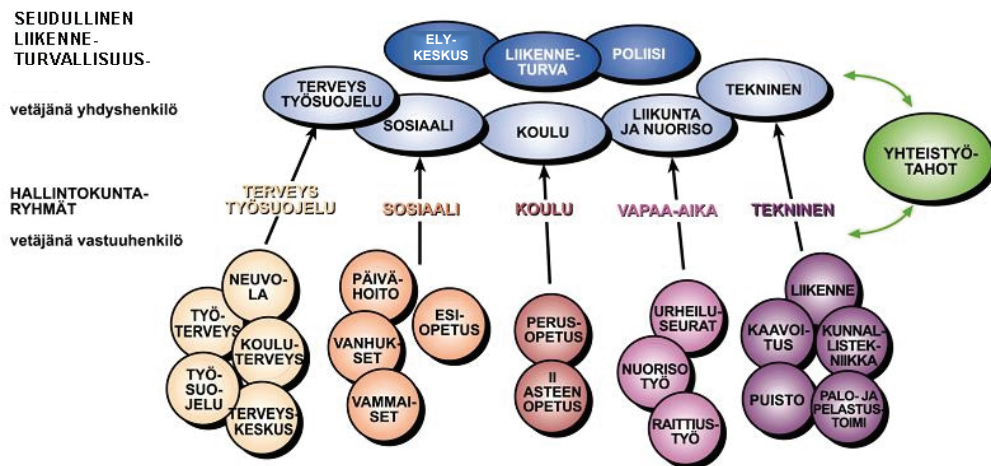 SEUDULLINEN
LIIKENNE-
TURVALLISUUS-
vetäjänä yhdyshenkilö
ELY-
KESKUS
LIIKENNE-
TURVA
POLIISI
TERVEYS
TYÖSUOJELU
SOSIAALI
KOULU
LIIKUNTA
JA NUORISO
TEKNINEN
YHTEISTYÖ-
TAHOT
HALLINTOKUNTA-
RYHMÄT
vetäjänä vastuuhenkilö
TERVEYS
TYÖSUOJELU
SOSIAALI
KOULU
VAPAA-AIKA
TEKNINEN
NEUVO-
LA
TYÖ-
TERVEYS
KOULU-
TERVEYS
TYÖ-
SUO-
JELU
TERVEYS-
KESKUS
PÄIVÄ-
HOITO
ESI-
OPETUS
VANHUK-
SET
VAMMAI-
SET
PERUS-
OPETUS
II
ASTEEN
OPETUS
URHEILU-
SEURAT
NUORISO
TYÖ
RAITTIUS-
TYÖ
LIIKENNE
KAAVOI-
TUS
KUNNAL-
LISTEK-
NIIKKA
PUISTO
PALO- JA
PELASTUS-
TOIMI